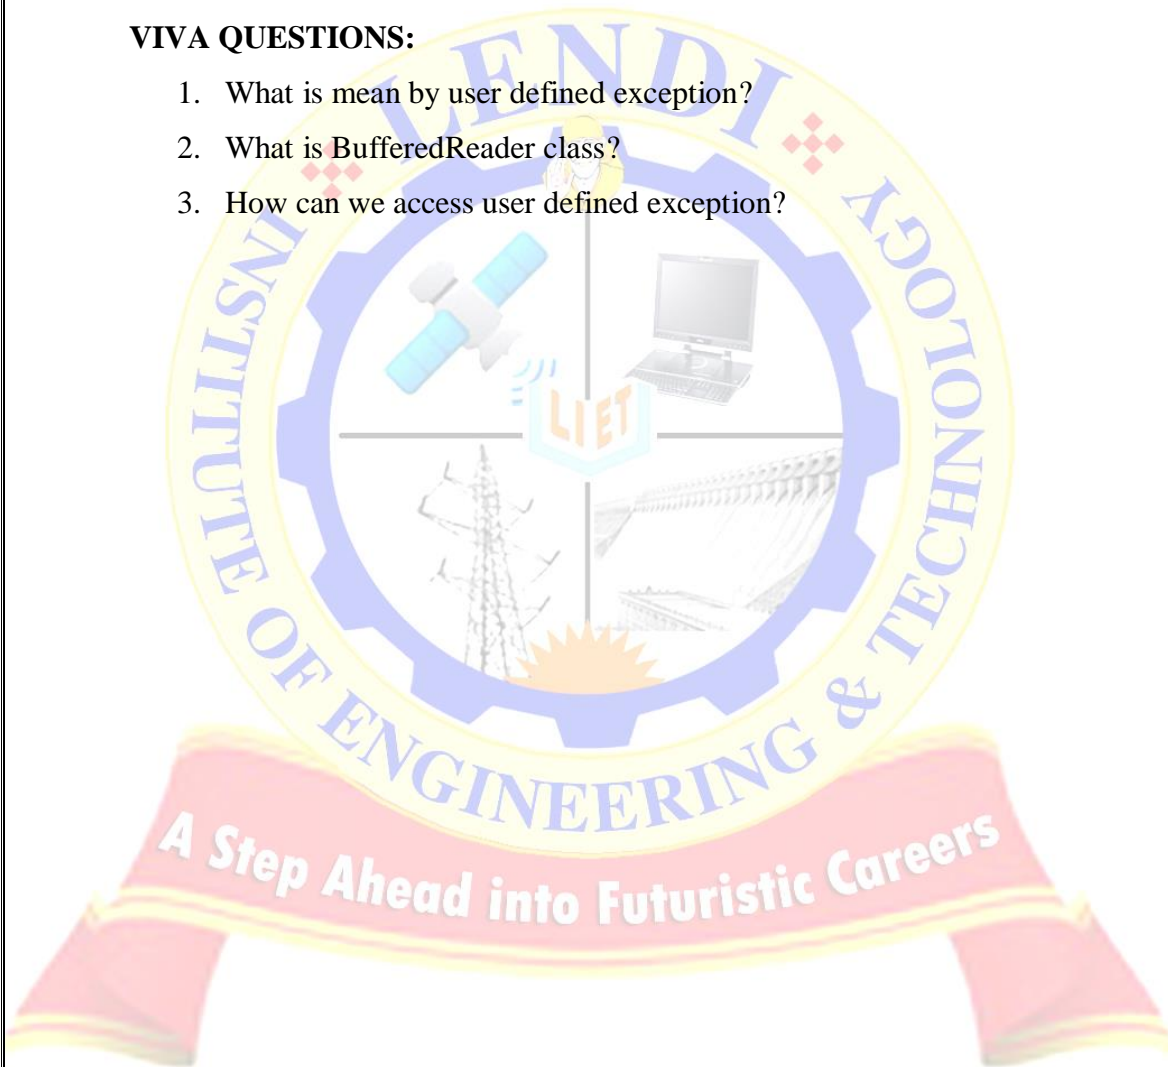 VIVA QUESTIONS:
1. What is mean by user defined exception?
2. What is BufferedReader class?
3. How can we access user defined exception?
LENDI
INSTITUTE OF ENGINEERING & TECHNOLOGY
LIET
A Step Ahead into Futuristic Careers